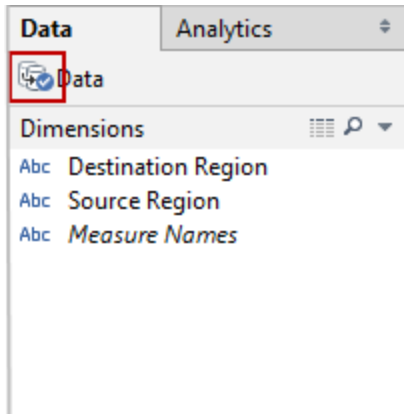 Data Analytics
Data
Dimensions
Abc Destination Region
Abc Source Region
Abc Measure Names